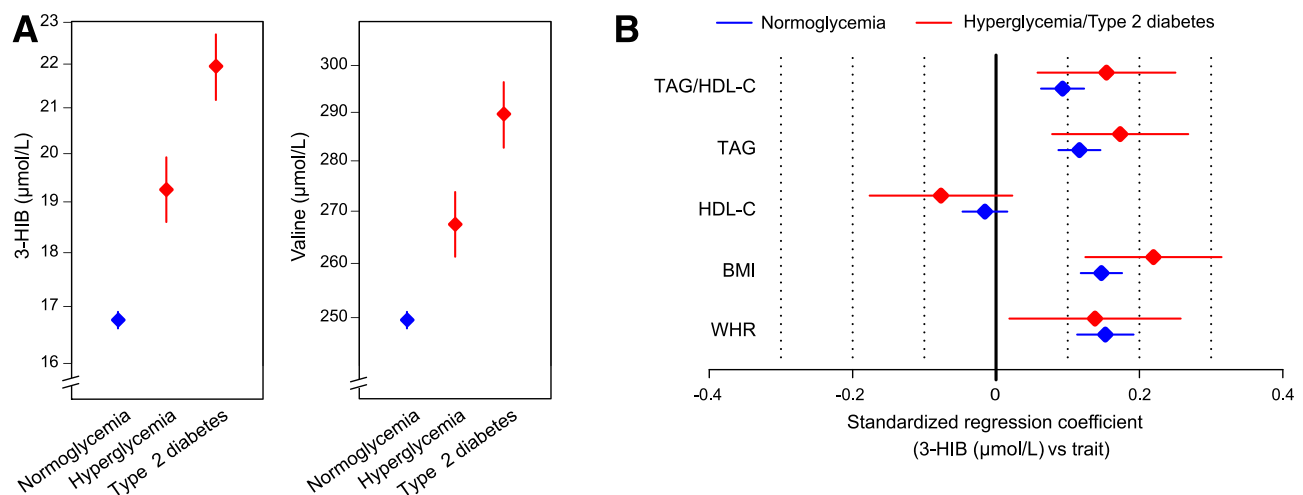 A
3-HIB (µmol/L)
23
22
21
20
19
18
17
16
Normoglycemia
Hyperglycemia
Type 2 diabetes
Valine (µmol/L)
300
290
280
270
260
250
Normoglycemia
Hyperglycemia
Type 2 diabetes
B
Normoglycemia
Hyperglycemia/Type 2 diabetes
TAG/HDL-C
TAG
HDL-C
BMI
WHR
-0.4
-0.2
0
0.2
0.4
Standardized regression coefficient
(3-HIB (µmol/L) vs trait)